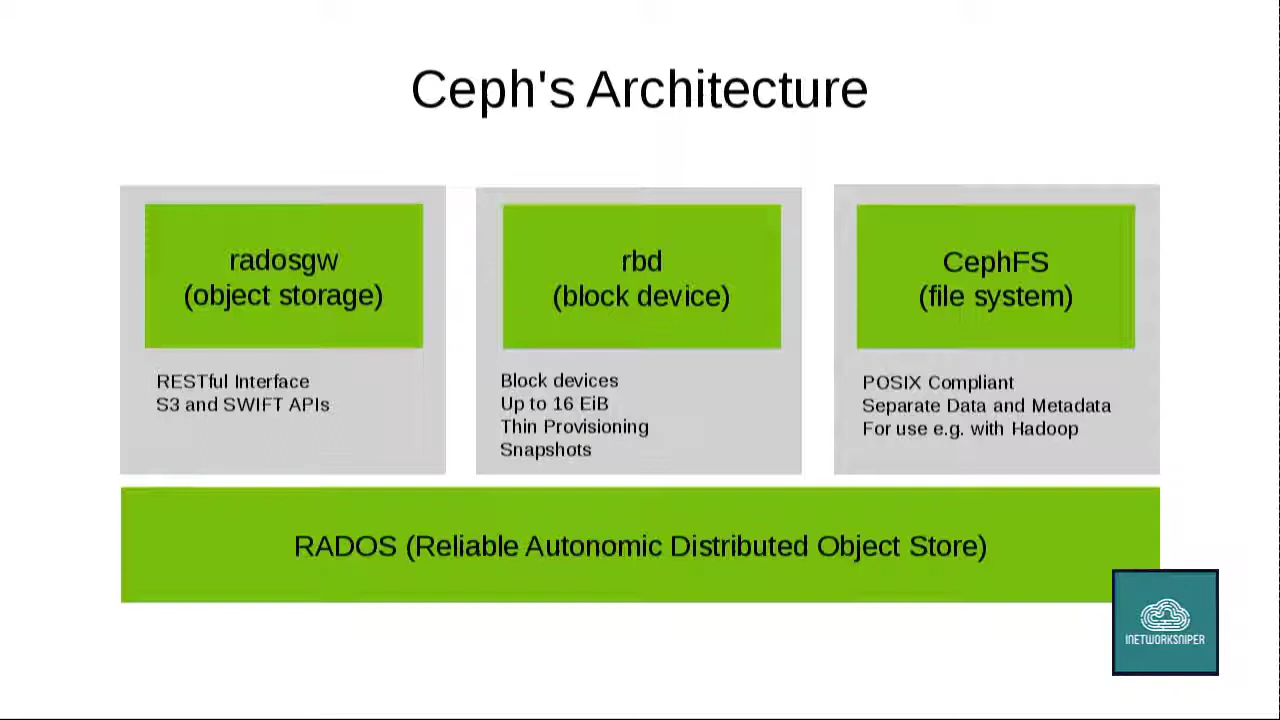 Ceph's Architecture
radosgw
(object storage)
RESTful Interface
S3 and SWIFT APIs
rbd
(block device)
Block devices
Up to 16 EiB
Thin Provisioning
Snapshots
CephFS
(file system)
POSIX Compliant
Separate Data and Metadata
For use e.g. with Hadoop
RADOS (Reliable Autonomic Distributed Object Store)
INETWORKSNIPER